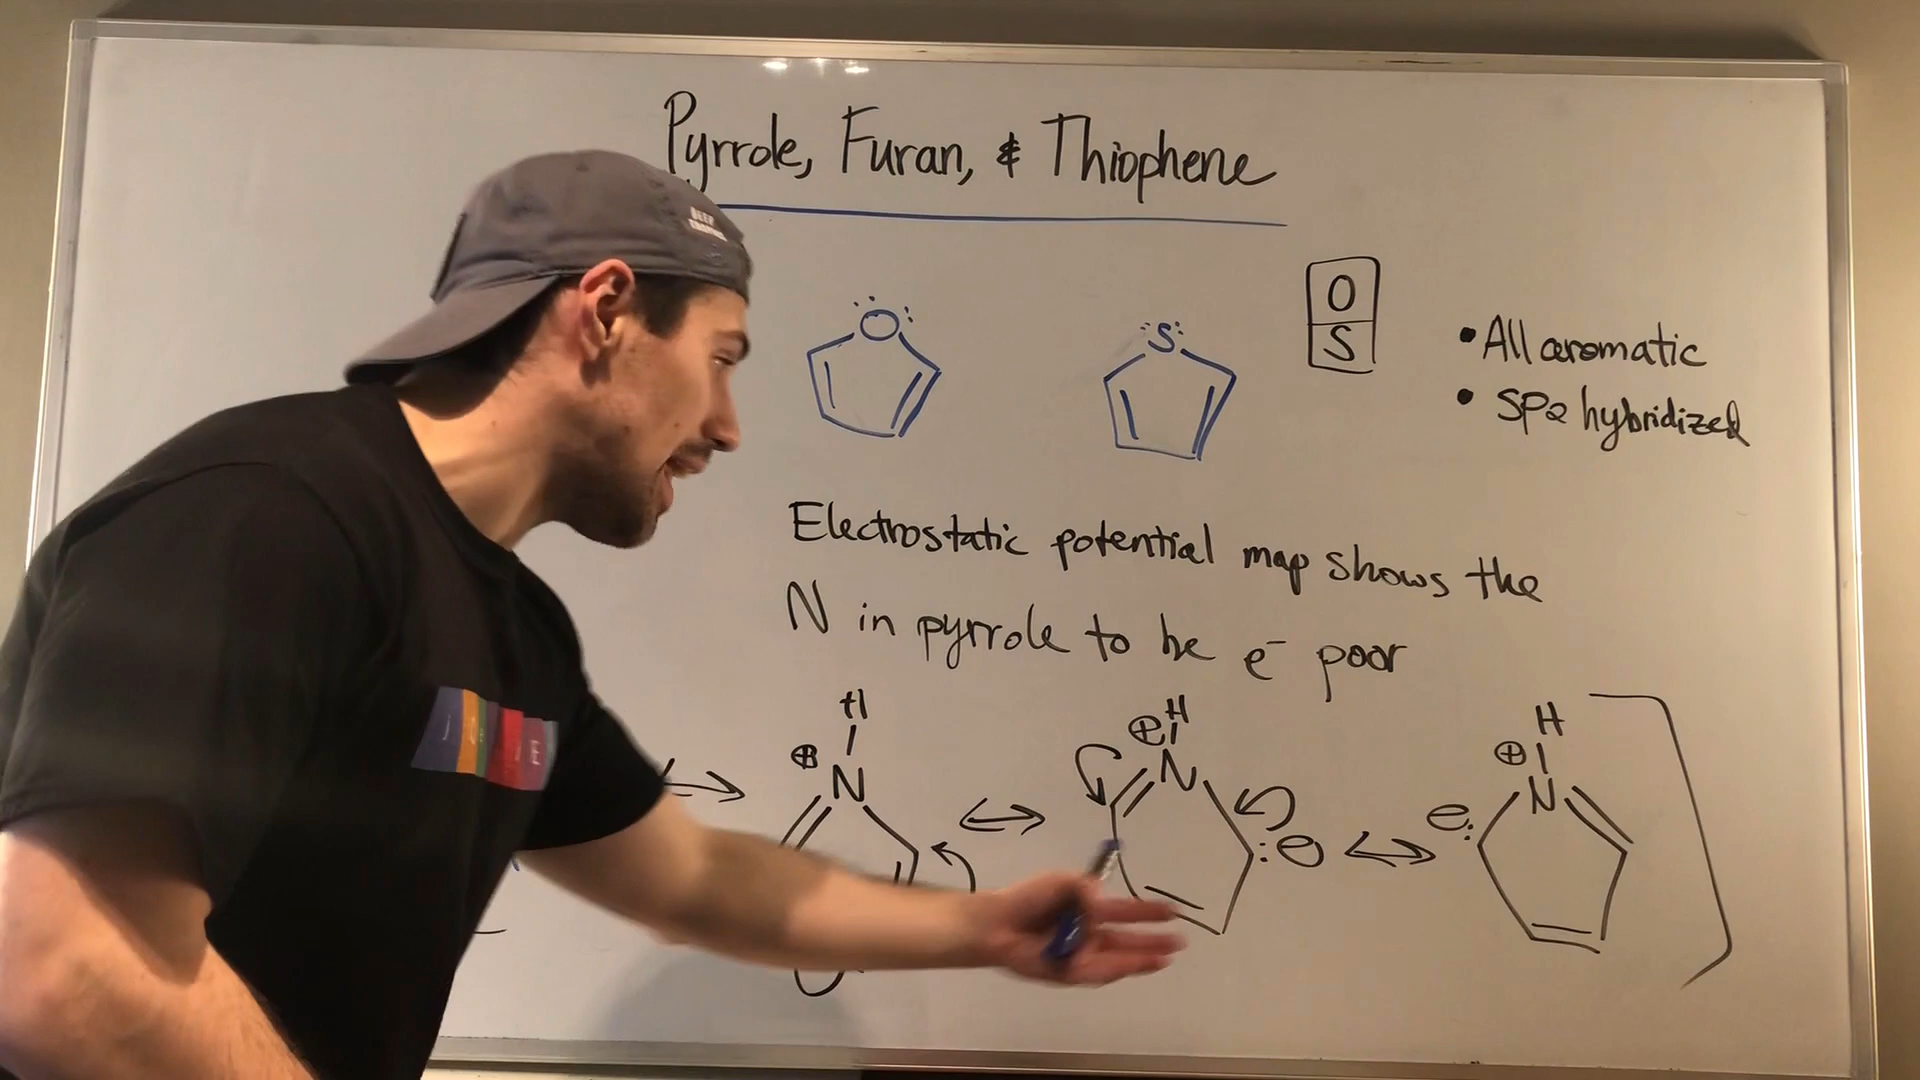 Pyrrole, Furan, & Thiophene
O
S
O
S
• All aromatic
• SP2 hybridized
Electrostatic potential map shows the
N in pyrrole to be e⁻ poor
H
⊕
N
H
⊕
N
:⊖
H
⊕
N
⊖: